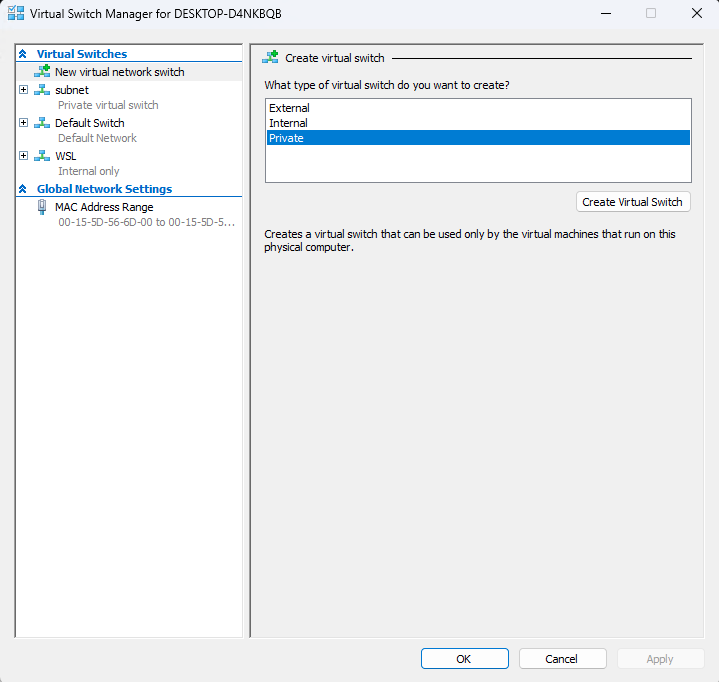 Virtual Switch Manager for DESKTOP-D4NKBQB
Virtual Switches
New virtual network switch
subnet
Private virtual switch
Default Switch
Default Network
WSL
Internal only
Global Network Settings
MAC Address Range
00-15-5D-56-6D-00 to 00-15-5D-5...
Create virtual switch
What type of virtual switch do you want to create?
External
Internal
Private
Create Virtual Switch
Creates a virtual switch that can be used only by the virtual machines that run on this
physical computer.
OK
Cancel
Apply